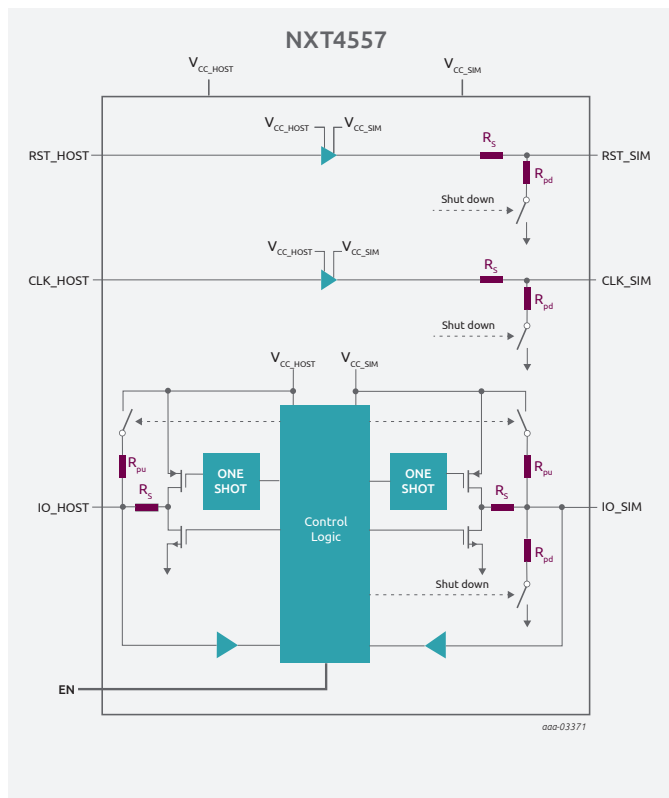 NXT4557
VCC_HOST
VCC_SIM
VCC_HOST VCC_SIM
RST_HOST
Rs
RST_SIM
Rpd
Shut down
VCC_HOST VCC_SIM
CLK_HOST
Rs
CLK_SIM
Rpd
Shut down
VCC_HOST
VCC_SIM
Rpu
ONE
SHOT
ONE
SHOT
Rpu
Rs
Rs
IO_HOST
IO_SIM
Control
Logic
Rpd
Shut down
EN
aaa-03371